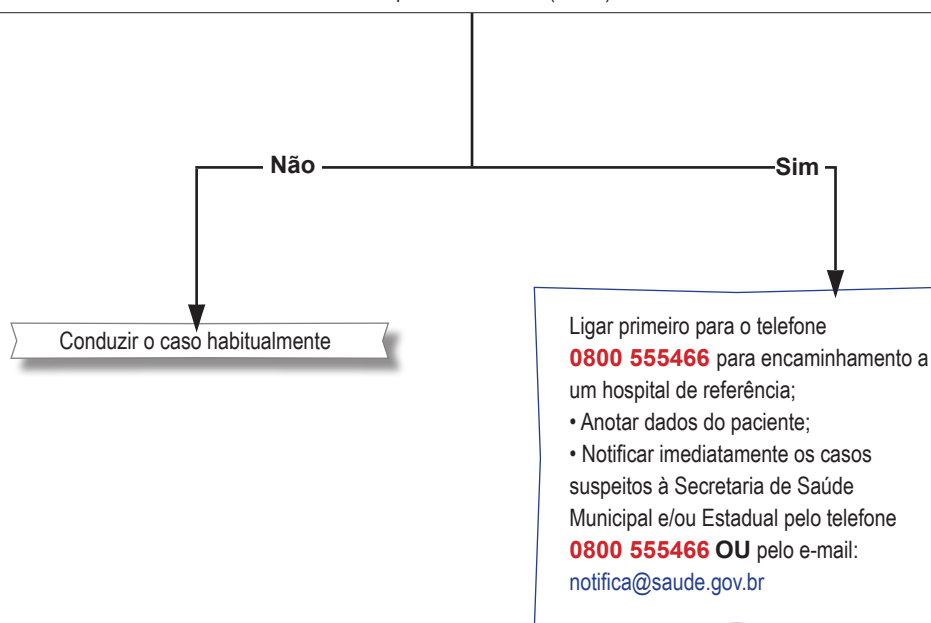 Não
Sim
Conduzir o caso habitualmente
Ligar primeiro para o telefone
0800 555466 para encaminhamento a
um hospital de referência;
• Anotar dados do paciente;
• Notificar imediatamente os casos
suspeitos à Secretaria de Saúde
Municipal e/ou Estadual pelo telefone
0800 555466 OU pelo e-mail:
notifica@saude.gov.br